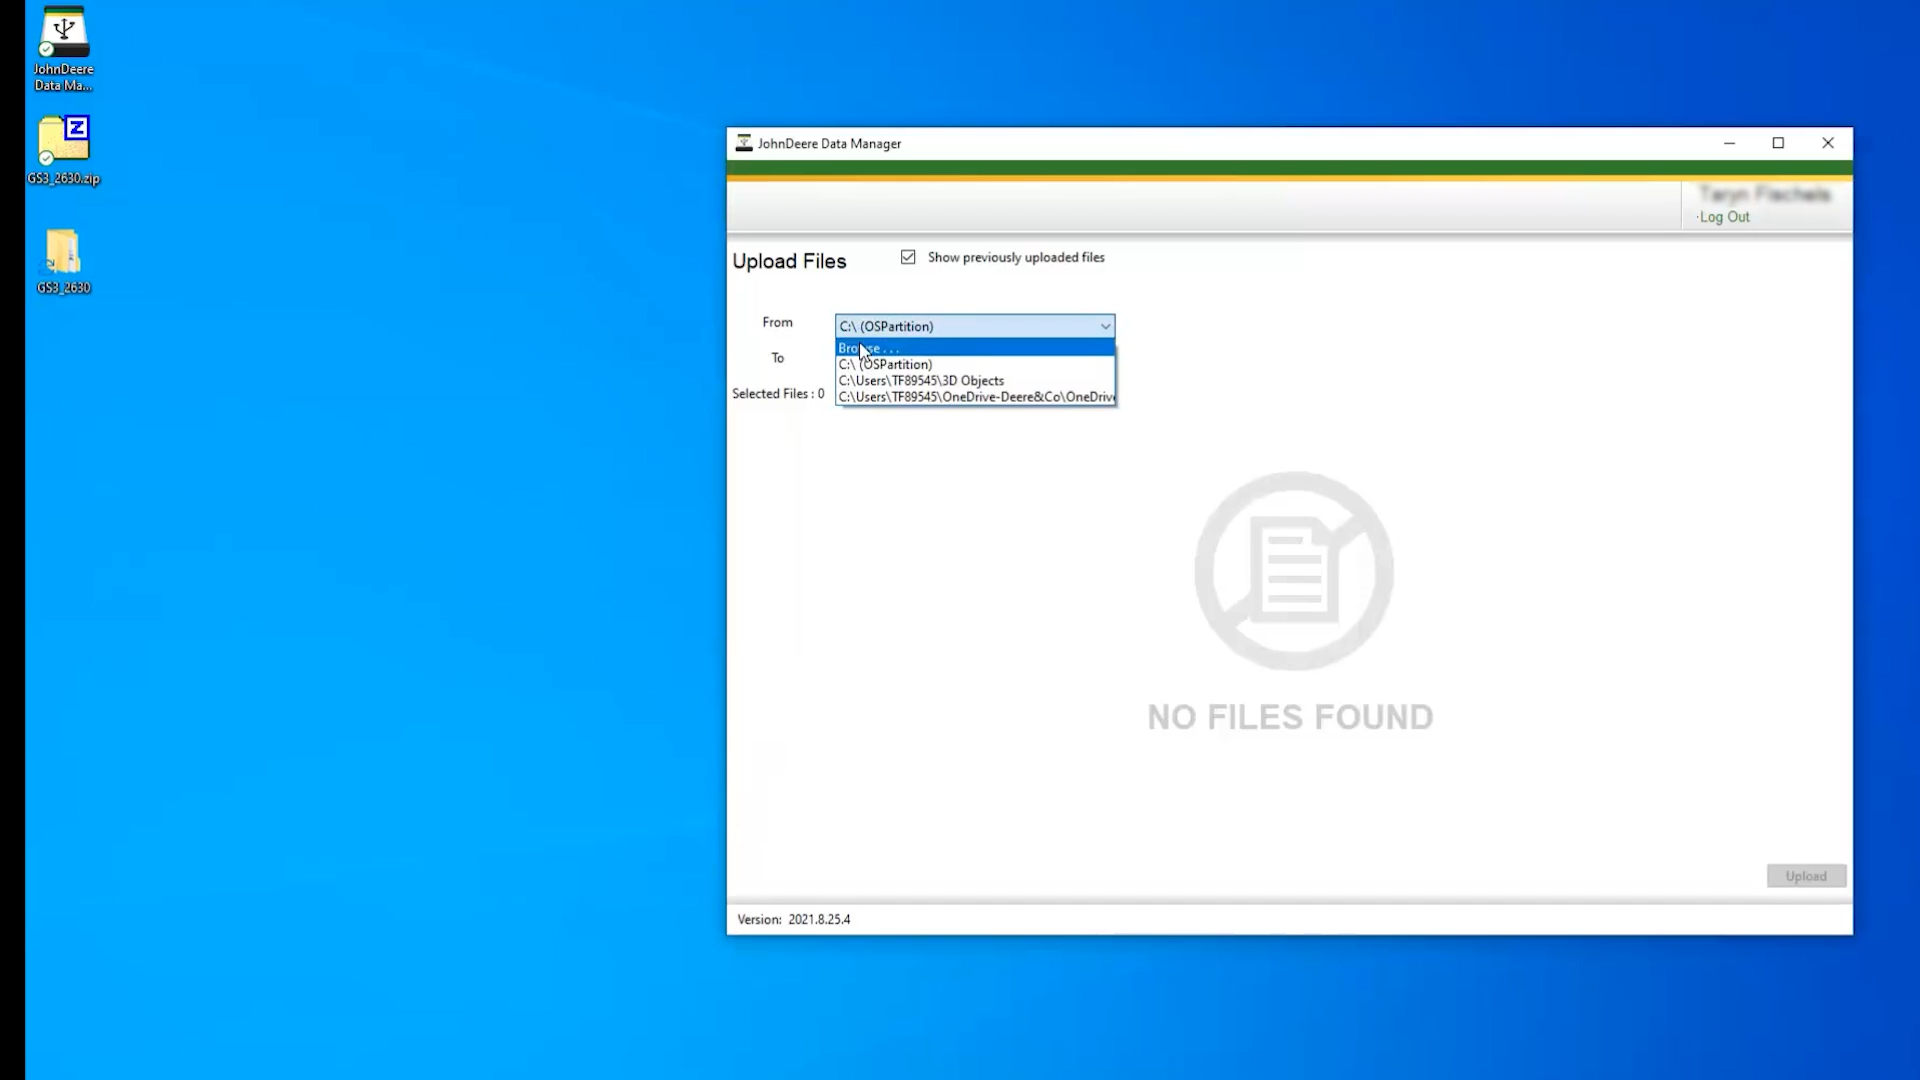 JohnDeere
Data Ma...
GS3_2630.zip
GS3_2630
JohnDeere Data Manager
Log Out
Upload Files
Show previously uploaded files
From
C:\ (OSPartition)
Browse . . .
To
C:\ (OSPartition)
C:\Users\TF89545\3D Objects
Selected Files : 0
C:\Users\TF89545\OneDrive-Deere&Co\OneDrive
NO FILES FOUND
Upload
Version: 2021.8.25.4